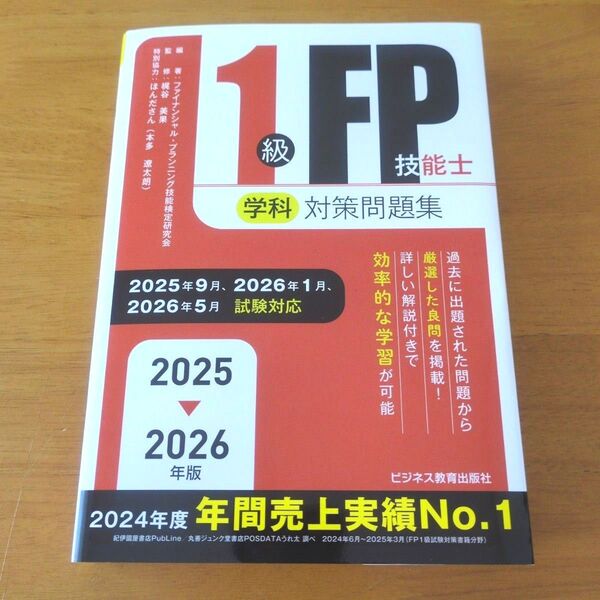 1級 FP技能士
学科 対策問題集
編　著：ファイナンシャル・プランニング技能検定研究会
監　修：梶谷　美果
特別協力：ほんださん（本多　遼太朗）
2025年9月、2026年1月、
2026年5月 試験対応
過去に出題された問題から
厳選した良問を掲載！
詳しい解説付きで
効率的な学習が可能
2025
2026
年版
ビジネス教育出版社
2024年度 年間売上実績No.1
紀伊國屋書店PubLine／丸善ジュンク堂書店POSDATAうれ太 調べ　2024年6月～2025年3月（FP1級試験対策書籍分野）